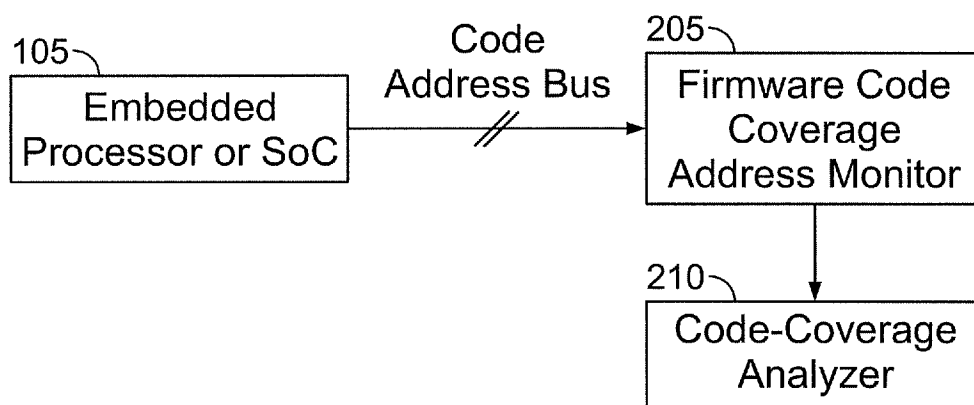 105
Embedded
Processor or SoC
Code
Address Bus
205
Firmware Code
Coverage
Address Monitor
210
Code-Coverage
Analyzer